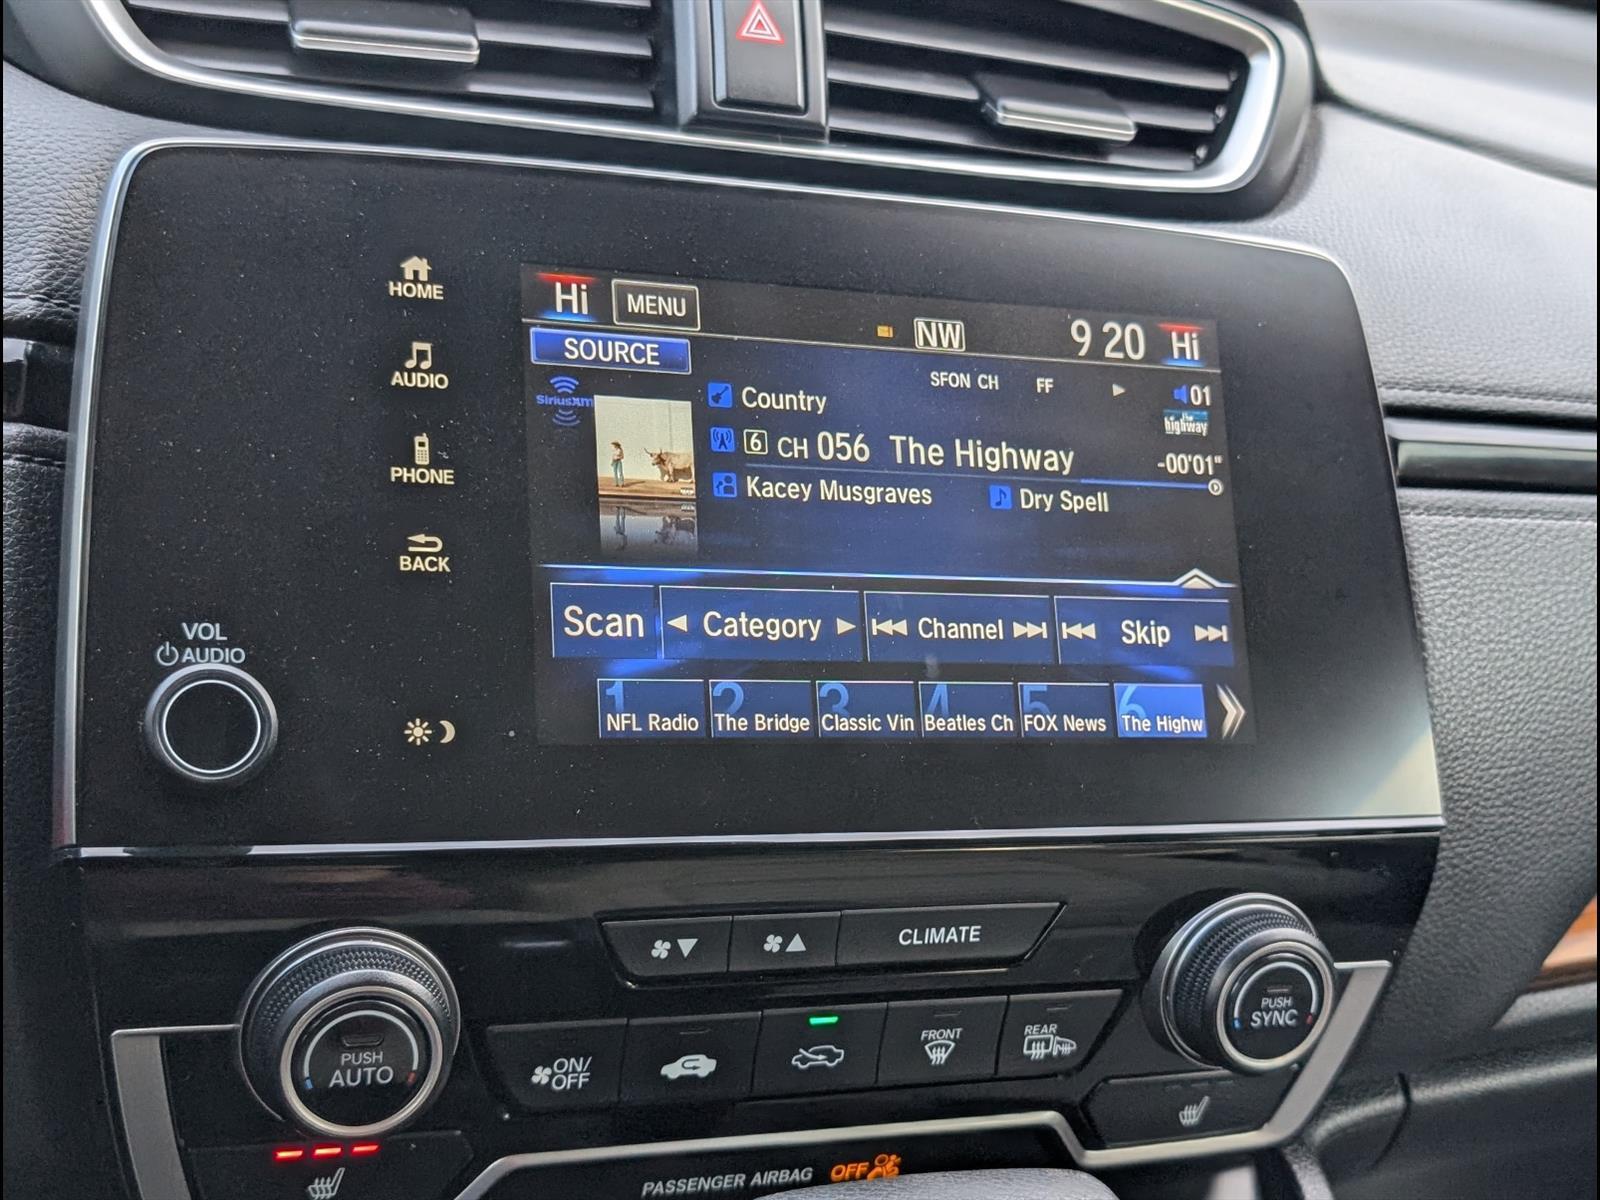 HOME
AUDIO
PHONE
BACK
VOL
AUDIO
Hi
MENU
NW
9 20
Hi
SOURCE
SFON CH FF
01
SiriusXM
Country
the
highway
6 CH 056 The Highway
-00'01"
Kacey Musgraves
Dry Spell
Scan
Category
Channel
Skip
1 2 3 4 5 6
NFL Radio
The Bridge
Classic Vin
Beatles Ch
FOX News
The Highw
CLIMATE
PUSH
AUTO
ON/
OFF
FRONT
REAR
PUSH
SYNC
PASSENGER AIRBAG OFF